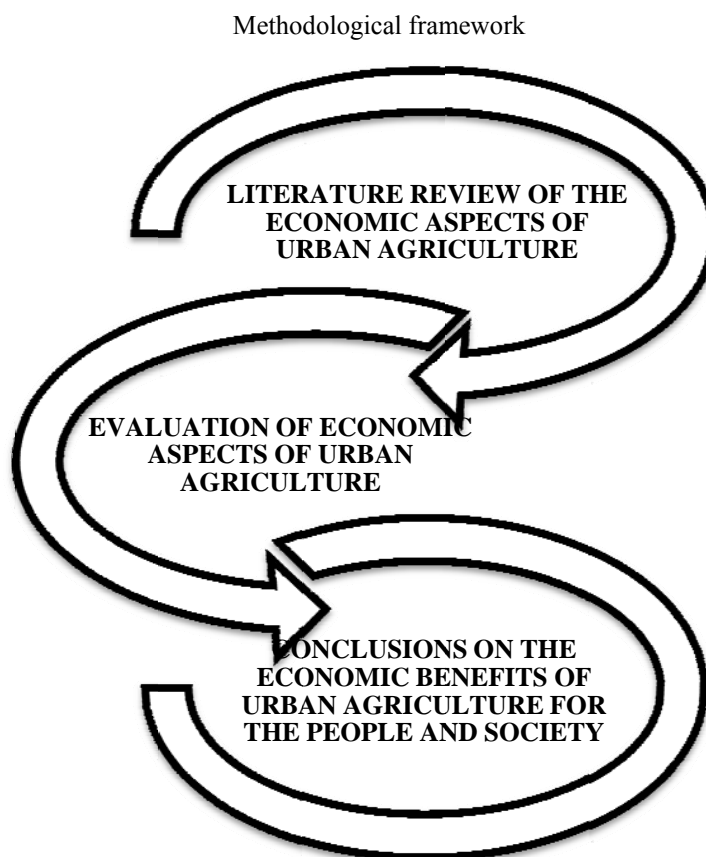 Methodological framework
LITERATURE REVIEW OF THE
ECONOMIC ASPECTS OF
URBAN AGRICULTURE
EVALUATION OF ECONOMIC
ASPECTS OF URBAN
AGRICULTURE
CONCLUSIONS ON THE
ECONOMIC BENEFITS OF
URBAN AGRICULTURE FOR
THE PEOPLE AND SOCIETY